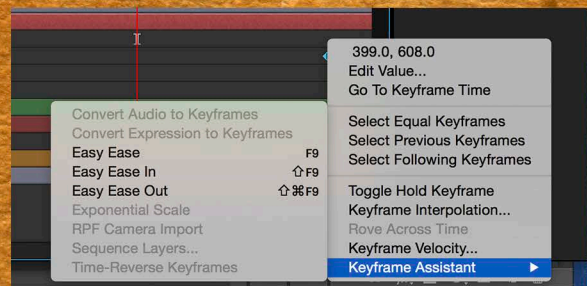 399.0, 608.0
Edit Value...
Go To Keyframe Time
Select Equal Keyframes
Select Previous Keyframes
Select Following Keyframes
Toggle Hold Keyframe
Keyframe Interpolation...
Rove Across Time
Keyframe Velocity...
Keyframe Assistant
Convert Audio to Keyframes
Convert Expression to Keyframes
Easy Ease F9
Easy Ease In ⇧F9
Easy Ease Out ⇧⌘F9
Exponential Scale
RPF Camera Import
Sequence Layers...
Time-Reverse Keyframes